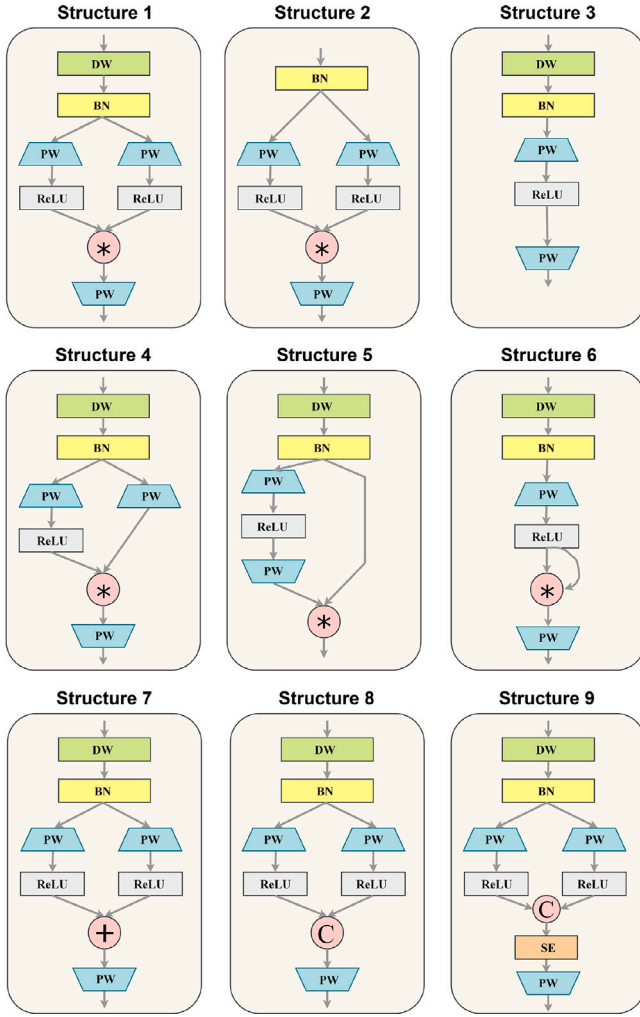 Structure 1
DW
BN
PW PW
ReLU ReLU
*
PW
Structure 2
BN
PW PW
ReLU ReLU
*
PW
Structure 3
DW
BN
PW
ReLU
PW
Structure 4
DW
BN
PW PW
ReLU
*
PW
Structure 5
DW
BN
PW
ReLU
PW
*
Structure 6
DW
BN
PW
ReLU
*
PW
Structure 7
DW
BN
PW PW
ReLU ReLU
+
PW
Structure 8
DW
BN
PW PW
ReLU ReLU
C
PW
Structure 9
DW
BN
PW PW
ReLU ReLU
C
SE
PW